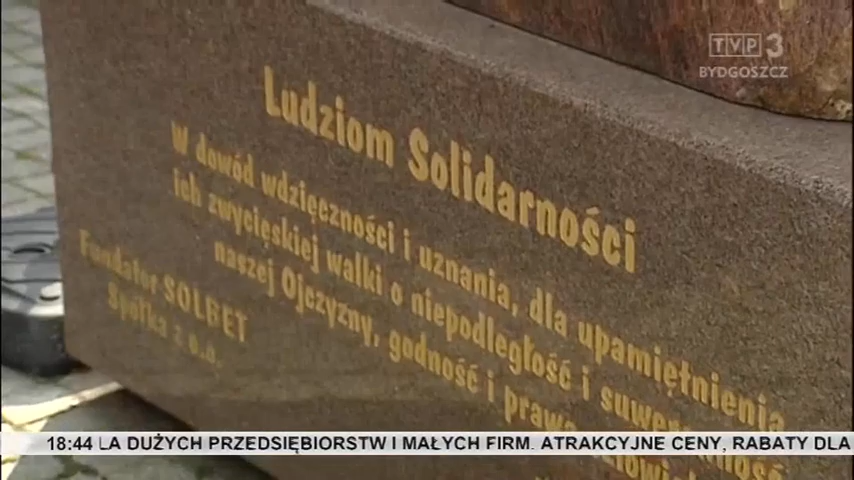 TVP3
BYDGOSZCZ
Ludziom Solidarności
W dowód wdzięczności i uznania, dla upamiętnienia
ich zwycięskiej walki o niepodległość i suwerenność
naszej Ojczyzny, godność i prawa
Fundator SOLBET
Spółka z o.o.
18:44 LA DUŻYCH PRZEDSIĘBIORSTW I MAŁYCH FIRM. ATRAKCYJNE CENY, RABATY DLA